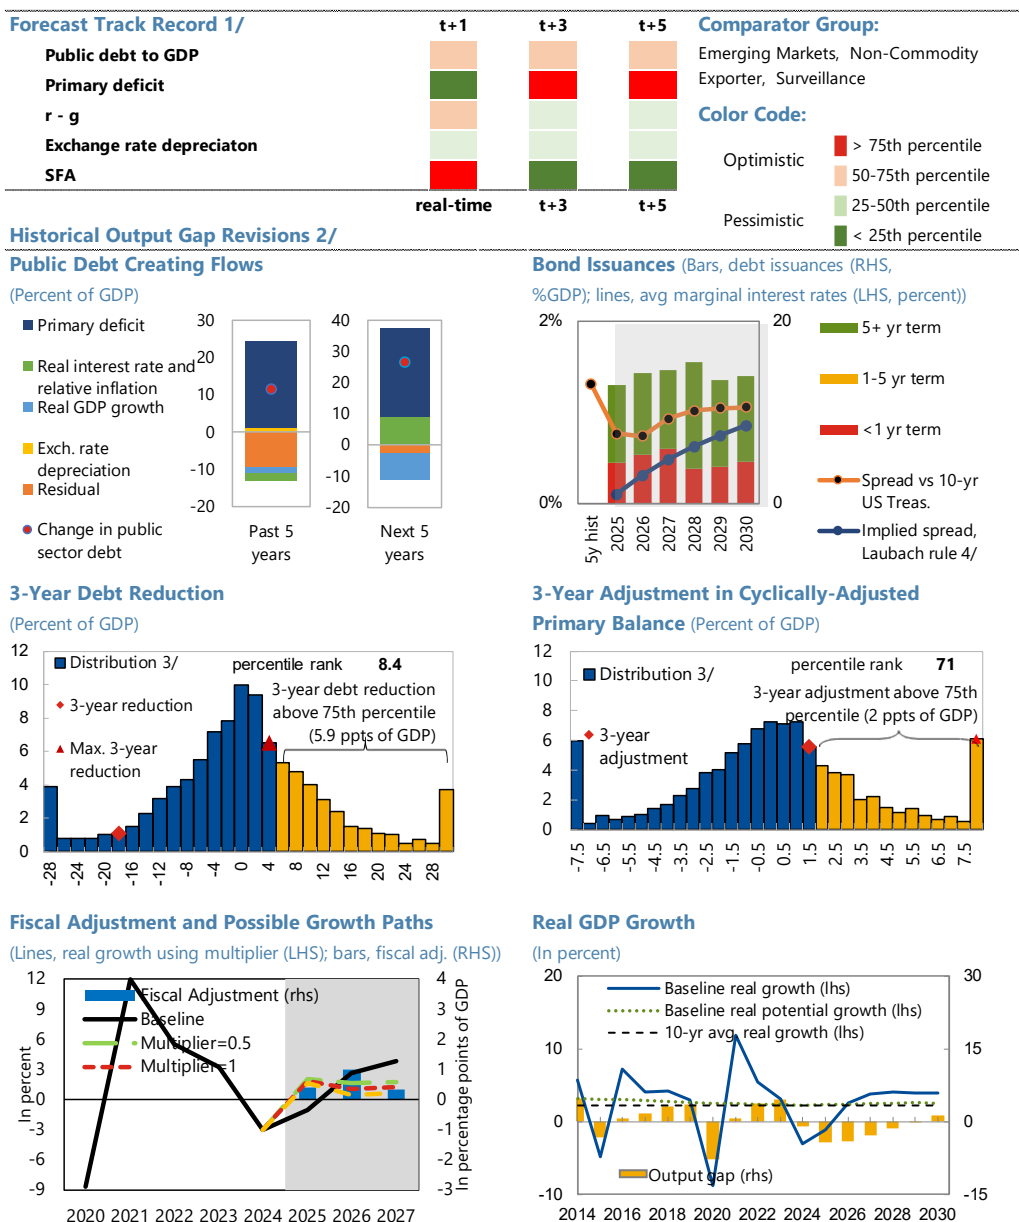 Forecast Track Record 1/ t+1 t+3 t+5
Comparator Group:
Public debt to GDP
Emerging Markets, Non-Commodity
Exporter, Surveillance
Primary deficit
r - g
Color Code:
Exchange rate depreciaton
SFA
Optimistic
> 75th percentile
50-75th percentile
real-time t+3 t+5
Pessimistic
25-50th percentile
< 25th percentile
Historical Output Gap Revisions 2/
Public Debt Creating Flows
(Percent of GDP)
Primary deficit
Real interest rate and
relative inflation
Real GDP growth
Exch. rate
depreciation
Residual
Change in public
sector debt
30
20
10
0
-10
-20
Past 5
years
40
30
20
10
0
-10
-20
Next 5
years
Bond Issuances (Bars, debt issuances (RHS,
%GDP); lines, avg marginal interest rates (LHS, percent))
2%
0%
20
0
5y hist
2025
2026
2027
2028
2029
2030
5+ yr term
1-5 yr term
<1 yr term
Spread vs 10-yr
US Treas.
Implied spread,
Laubach rule 4/
3-Year Debt Reduction
(Percent of GDP)
12
10
8
6
4
2
0
Distribution 3/
3-year reduction
Max. 3-year
reduction
percentile rank 8.4
3-year debt reduction
above 75th percentile
(5.9 ppts of GDP)
-28 -24 -20 -16 -12 -8 -4 0 4 8 12 16 20 24 28
3-Year Adjustment in Cyclically-Adjusted
Primary Balance (Percent of GDP)
12
10
8
6
4
2
0
Distribution 3/
3-year
adjustment
percentile rank 71
3-year adjustment above 75th
percentile (2 ppts of GDP)
-7.5 -6.5 -5.5 -4.5 -3.5 -2.5 -1.5 -0.5 0.5 1.5 2.5 3.5 4.5 5.5 6.5 7.5
Fiscal Adjustment and Possible Growth Paths
(Lines, real growth using multiplier (LHS); bars, fiscal adj. (RHS))
In percent
12
9
6
3
0
-3
-6
-9
Fiscal Adjustment (rhs)
Baseline
Multiplier=0.5
Multiplier=1
4
3
2
1
0
-1
-2
-3
In percentage points of GDP
2020 2021 2022 2023 2024 2025 2026 2027
Real GDP Growth
(In percent)
20
10
0
-10
Baseline real growth (lhs)
Baseline real potential growth (lhs)
10-yr avg. real growth (lhs)
Output gap (rhs)
30
15
0
-15
2014 2016 2018 2020 2022 2024 2026 2028 2030